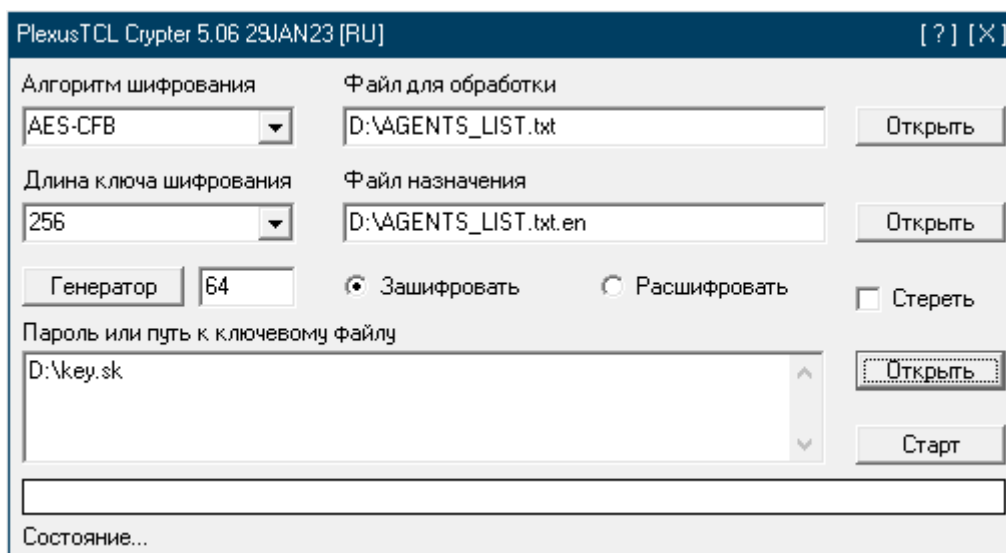 PlexusTCL Crypter 5.06 29JAN23 [RU] [ ? ] [X]
Алгоритм шифрования Файл для обработки
AES-CFB D:\AGENTS_LIST.txt Открыть
Длина ключа шифрования Файл назначения
256 D:\AGENTS_LIST.txt.en Открыть
Генератор 64 Зашифровать Расшифровать Стереть
Пароль или путь к ключевому файлу
D:\key.sk Открыть
Старт
Состояние...